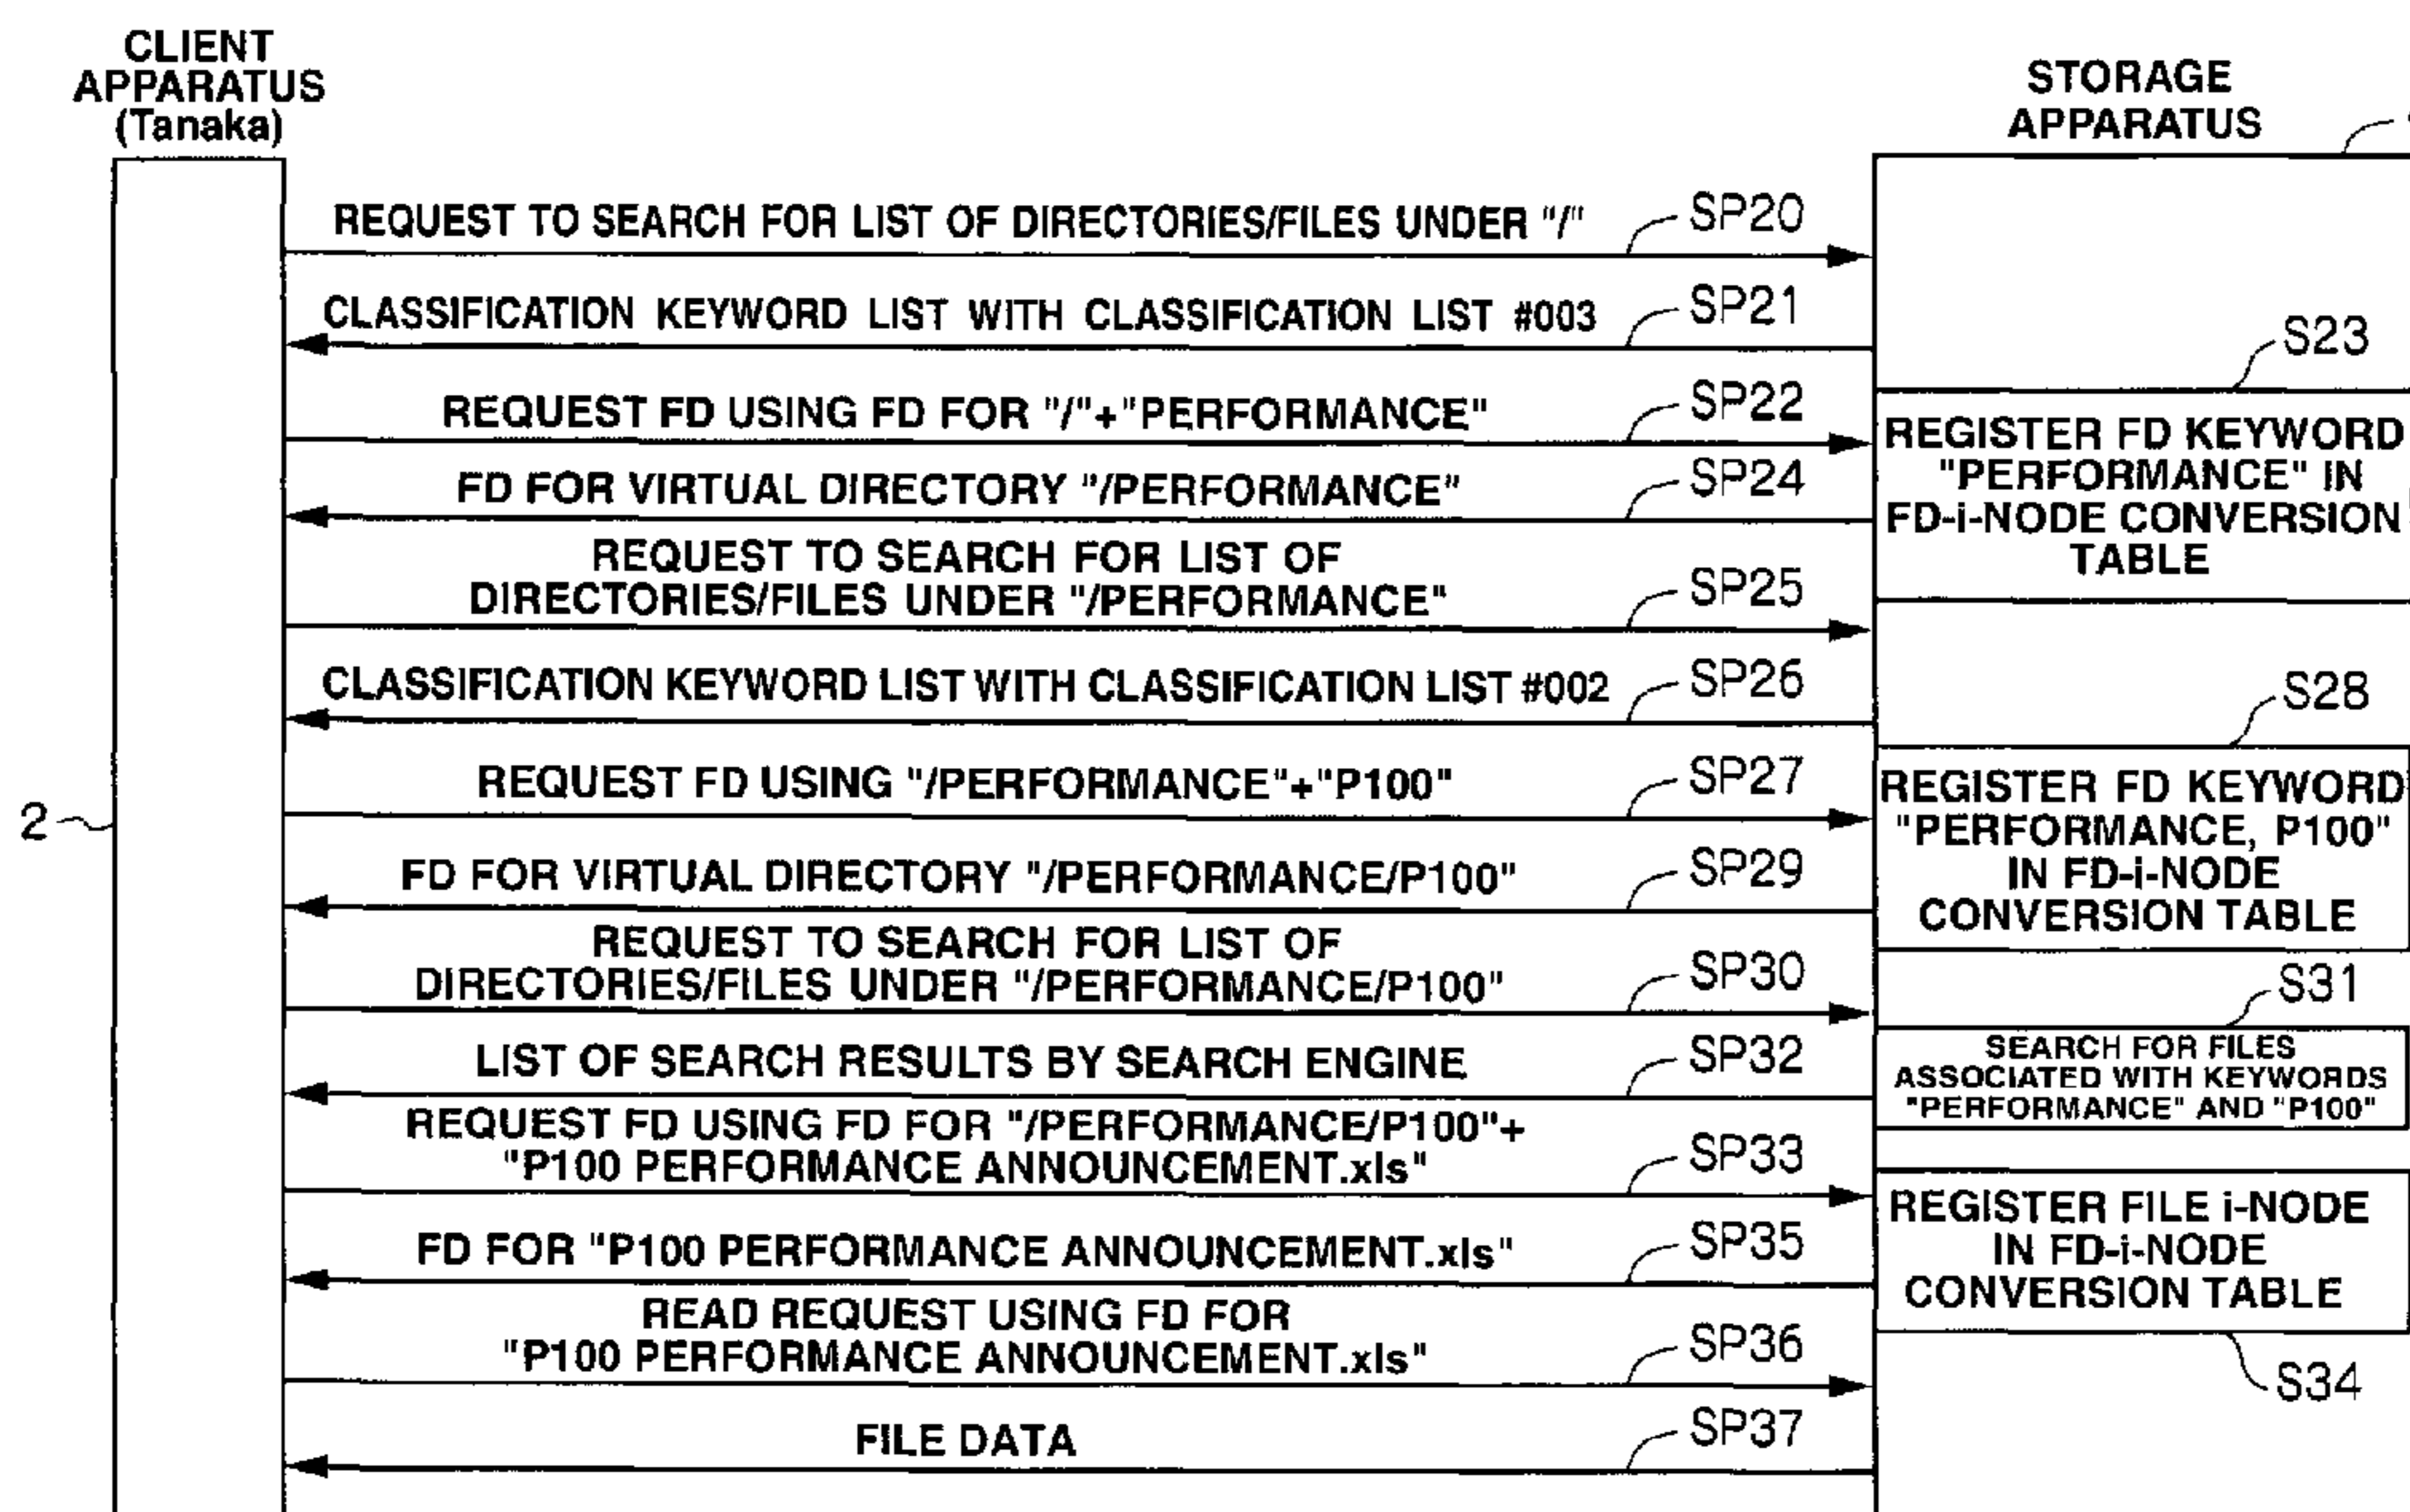 CLIENT
APPARATUS
(Tanaka)
STORAGE
APPARATUS
REQUEST TO SEARCH FOR LIST OF DIRECTORIES/FILES UNDER "/"
SP20
CLASSIFICATION KEYWORD LIST WITH CLASSIFICATION LIST #003
SP21
S23
REQUEST FD USING FD FOR "/"+"PERFORMANCE"
SP22
REGISTER FD KEYWORD
"PERFORMANCE" IN
FD-i-NODE CONVERSION
TABLE
FD FOR VIRTUAL DIRECTORY "/PERFORMANCE"
SP24
REQUEST TO SEARCH FOR LIST OF
DIRECTORIES/FILES UNDER "/PERFORMANCE"
SP25
CLASSIFICATION KEYWORD LIST WITH CLASSIFICATION LIST #002
SP26
S28
REQUEST FD USING "/PERFORMANCE"+"P100"
SP27
REGISTER FD KEYWORD
"PERFORMANCE, P100"
IN FD-i-NODE
CONVERSION TABLE
2
FD FOR VIRTUAL DIRECTORY "/PERFORMANCE/P100"
SP29
REQUEST TO SEARCH FOR LIST OF
DIRECTORIES/FILES UNDER "/PERFORMANCE/P100"
SP30
S31
SEARCH FOR FILES
ASSOCIATED WITH KEYWORDS
"PERFORMANCE" AND "P100"
LIST OF SEARCH RESULTS BY SEARCH ENGINE
SP32
REQUEST FD USING FD FOR "/PERFORMANCE/P100"+
"P100 PERFORMANCE ANNOUNCEMENT.xls"
SP33
REGISTER FILE i-NODE
IN FD-i-NODE
CONVERSION TABLE
S34
FD FOR "P100 PERFORMANCE ANNOUNCEMENT.xls"
SP35
READ REQUEST USING FD FOR
"P100 PERFORMANCE ANNOUNCEMENT.xls"
SP36
FILE DATA
SP37